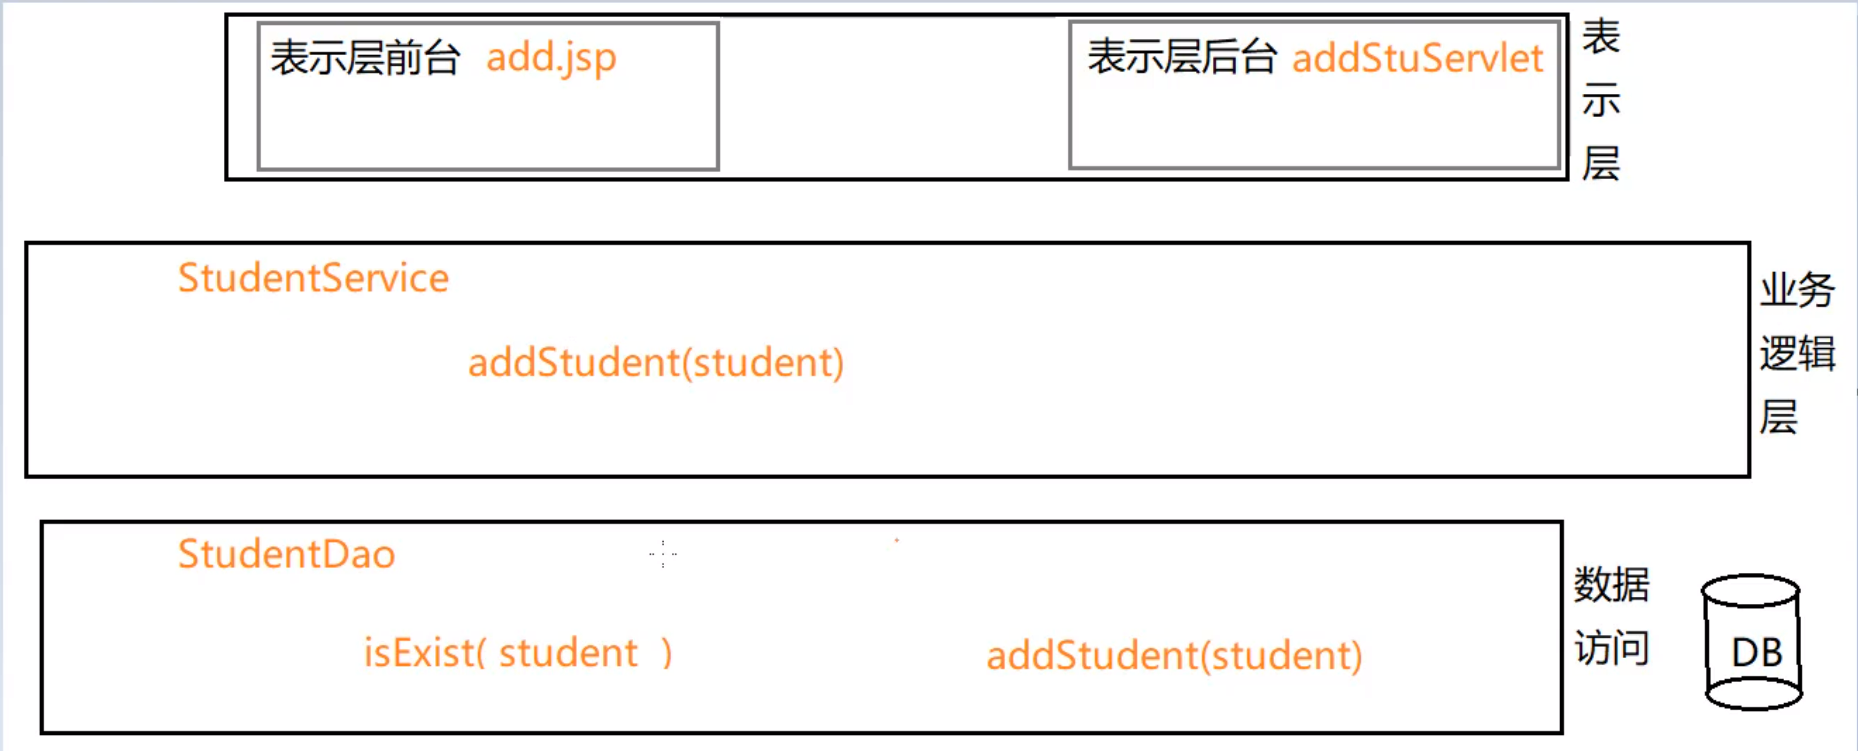 表示层前台 add.jsp
表示层后台 addStuServlet
表
示
层
StudentService
addStudent(student)
业务
逻辑
层
StudentDao
isExist( student )
addStudent(student)
数据
访问
DB